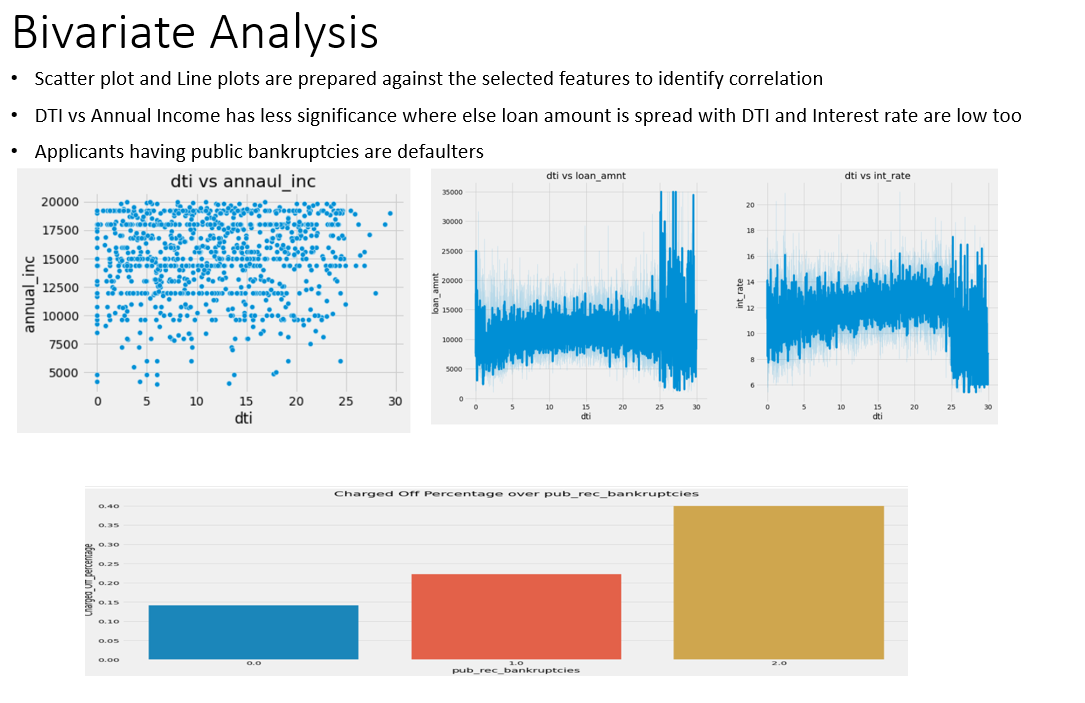 Bivariate Analysis
• Scatter plot and Line plots are prepared against the selected features to identify correlation
• DTI vs Annual Income has less significance where else loan amount is spread with DTI and Interest rate are low too
• Applicants having public bankruptcies are defaulters
dti vs annaul_inc
20000
17500
15000
12500
10000
7500
5000
annual_inc
0 5 10 15 20 25 30
dti
dti vs loan_amnt
35000
30000
25000
20000
15000
10000
5000
0
loan_amnt
0 5 10 15 20 25 30
dti
dti vs int_rate
20
18
16
14
12
10
8
6
int_rate
0 5 10 15 20 25 30
dti
Charged Off Percentage over pub_rec_bankruptcies
0.40
0.35
0.30
0.25
0.20
0.15
0.10
0.05
0.00
Charged_Off_percentage
0.0 1.0 2.0
pub_rec_bankruptcies